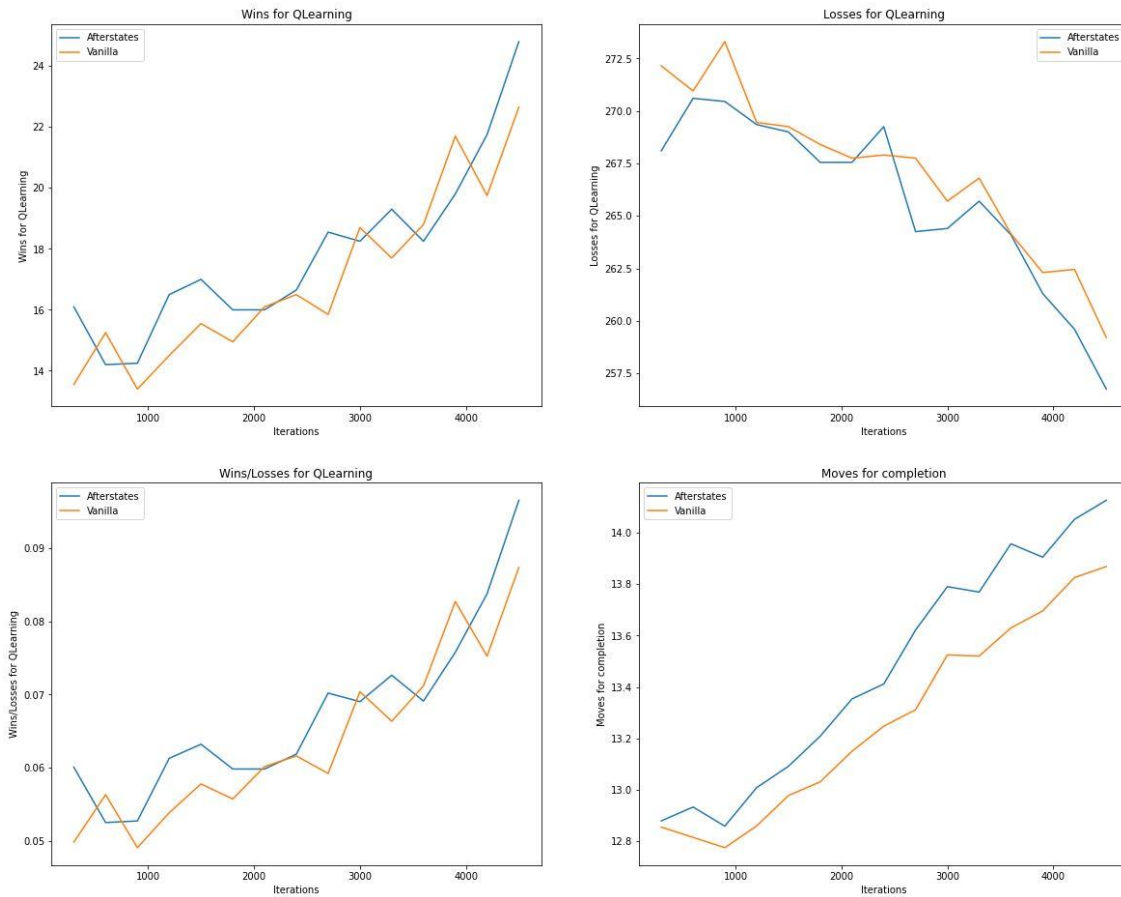 Wins for QLearning
Afterstates
Vanilla
24
22
20
18
16
14
Wins for QLearning
1000
2000
3000
4000
Iterations
Losses for QLearning
Afterstates
Vanilla
272.5
270.0
267.5
265.0
262.5
260.0
257.5
Losses for QLearning
1000
2000
3000
4000
Iterations
Wins/Losses for QLearning
Afterstates
Vanilla
0.09
0.08
0.07
0.06
0.05
Wins/Losses for QLearning
1000
2000
3000
4000
Iterations
Moves for completion
Afterstates
Vanilla
14.0
13.8
13.6
13.4
13.2
13.0
12.8
Moves for completion
1000
2000
3000
4000
Iterations